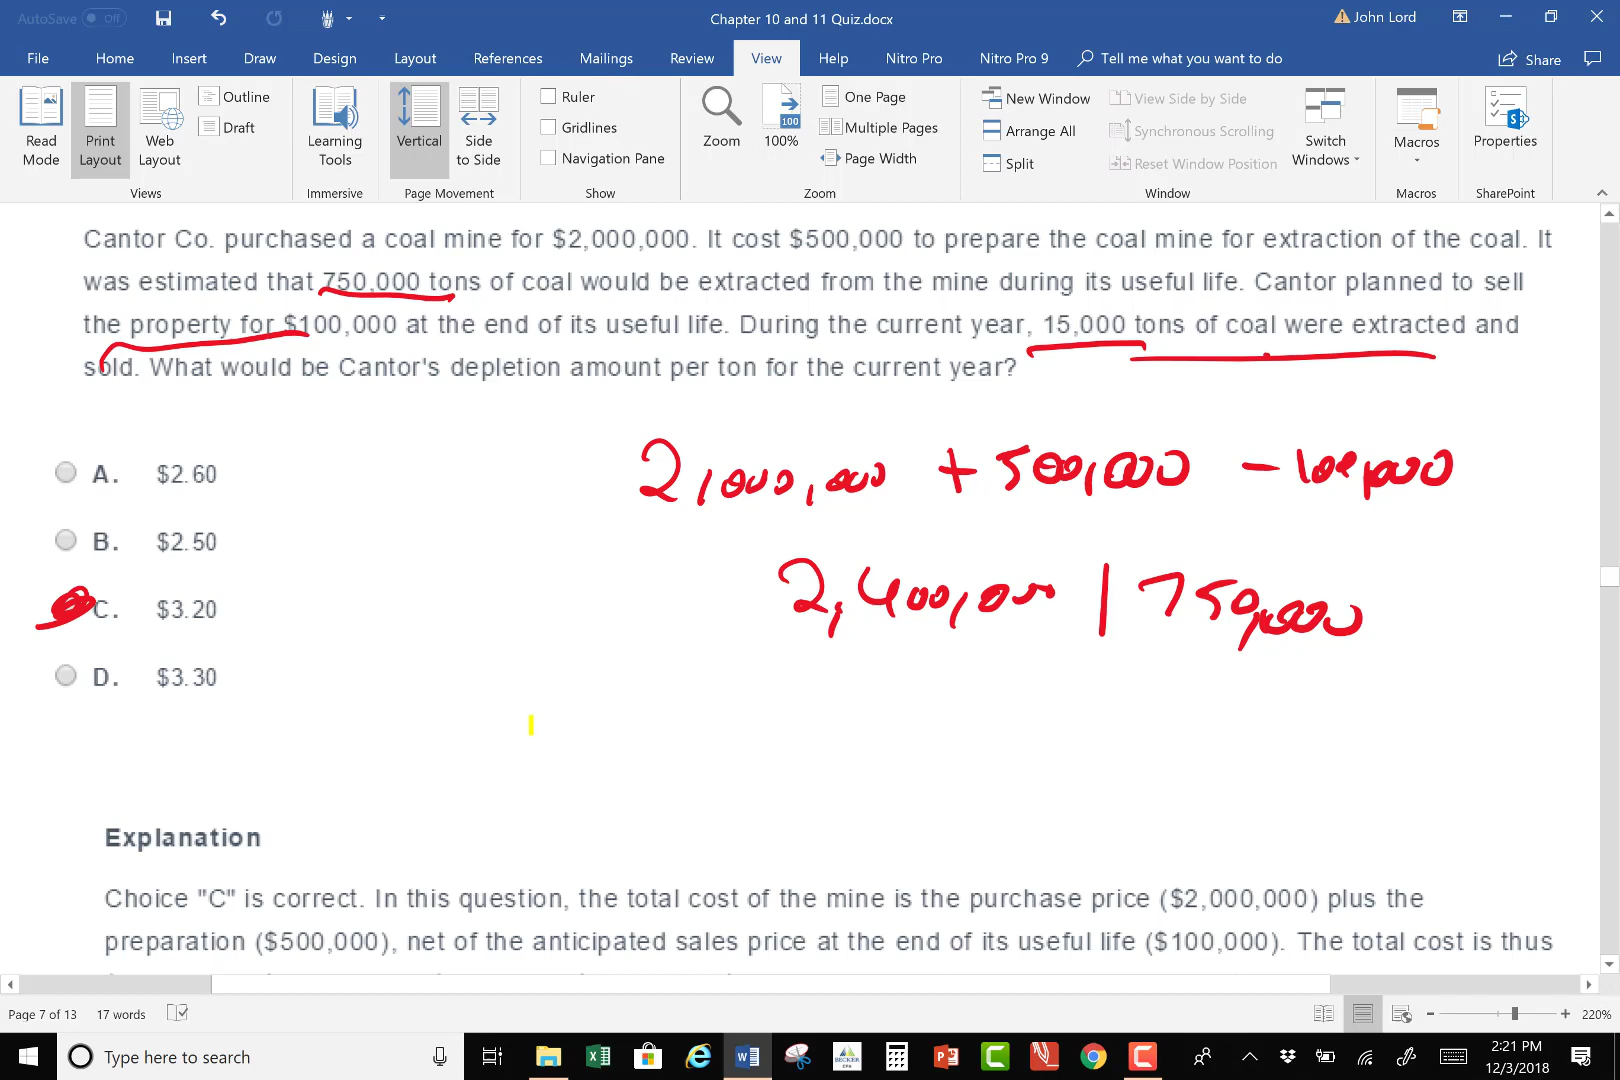 AutoSave Off
Chapter 10 and 11 Quiz.docx
John Lord
File Home Insert Draw Design Layout References Mailings Review View Help Nitro Pro Nitro Pro 9 Tell me what you want to do Share
Read Mode
Print Layout
Web Layout
Outline
Draft
Views
Learning Tools
Immersive
Vertical
Side to Side
Page Movement
Ruler
Gridlines
Navigation Pane
Show
Zoom
100
100%
One Page
Multiple Pages
Page Width
Zoom
New Window
Arrange All
Split
View Side by Side
Synchronous Scrolling
Reset Window Position
Switch Windows
Window
Macros
Macros
Properties
SharePoint
Cantor Co. purchased a coal mine for $2,000,000. It cost $500,000 to prepare the coal mine for extraction of the coal. It
was estimated that 750,000 tons of coal would be extracted from the mine during its useful life. Cantor planned to sell
the property for $100,000 at the end of its useful life. During the current year, 15,000 tons of coal were extracted and
sold. What would be Cantor's depletion amount per ton for the current year?
2,000,000 + 500,000 - 100,000
A. $2.60
B. $2.50
2,400,000 | 750,000
C. $3.20
D. $3.30
Explanation
Choice "C" is correct. In this question, the total cost of the mine is the purchase price ($2,000,000) plus the
preparation ($500,000), net of the anticipated sales price at the end of its useful life ($100,000). The total cost is thus
Page 7 of 13 17 words
220%
Type here to search
2:21 PM
12/3/2018